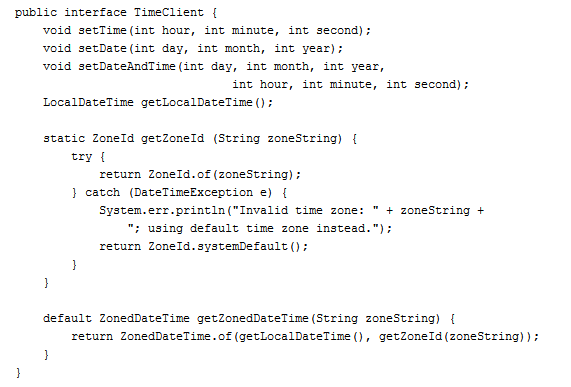 public interface TimeClient {
    void setTime(int hour, int minute, int second);
    void setDate(int day, int month, int year);
    void setDateAndTime(int day, int month, int year,
                               int hour, int minute, int second);
    LocalDateTime getLocalDateTime();

    static ZoneId getZoneId (String zoneString) {
        try {
            return ZoneId.of(zoneString);
        } catch (DateTimeException e) {
            System.err.println("Invalid time zone: " + zoneString +
                "; using default time zone instead.");
            return ZoneId.systemDefault();
        }
    }

    default ZonedDateTime getZonedDateTime(String zoneString) {
        return ZonedDateTime.of(getLocalDateTime(), getZoneId(zoneString));
    }
}